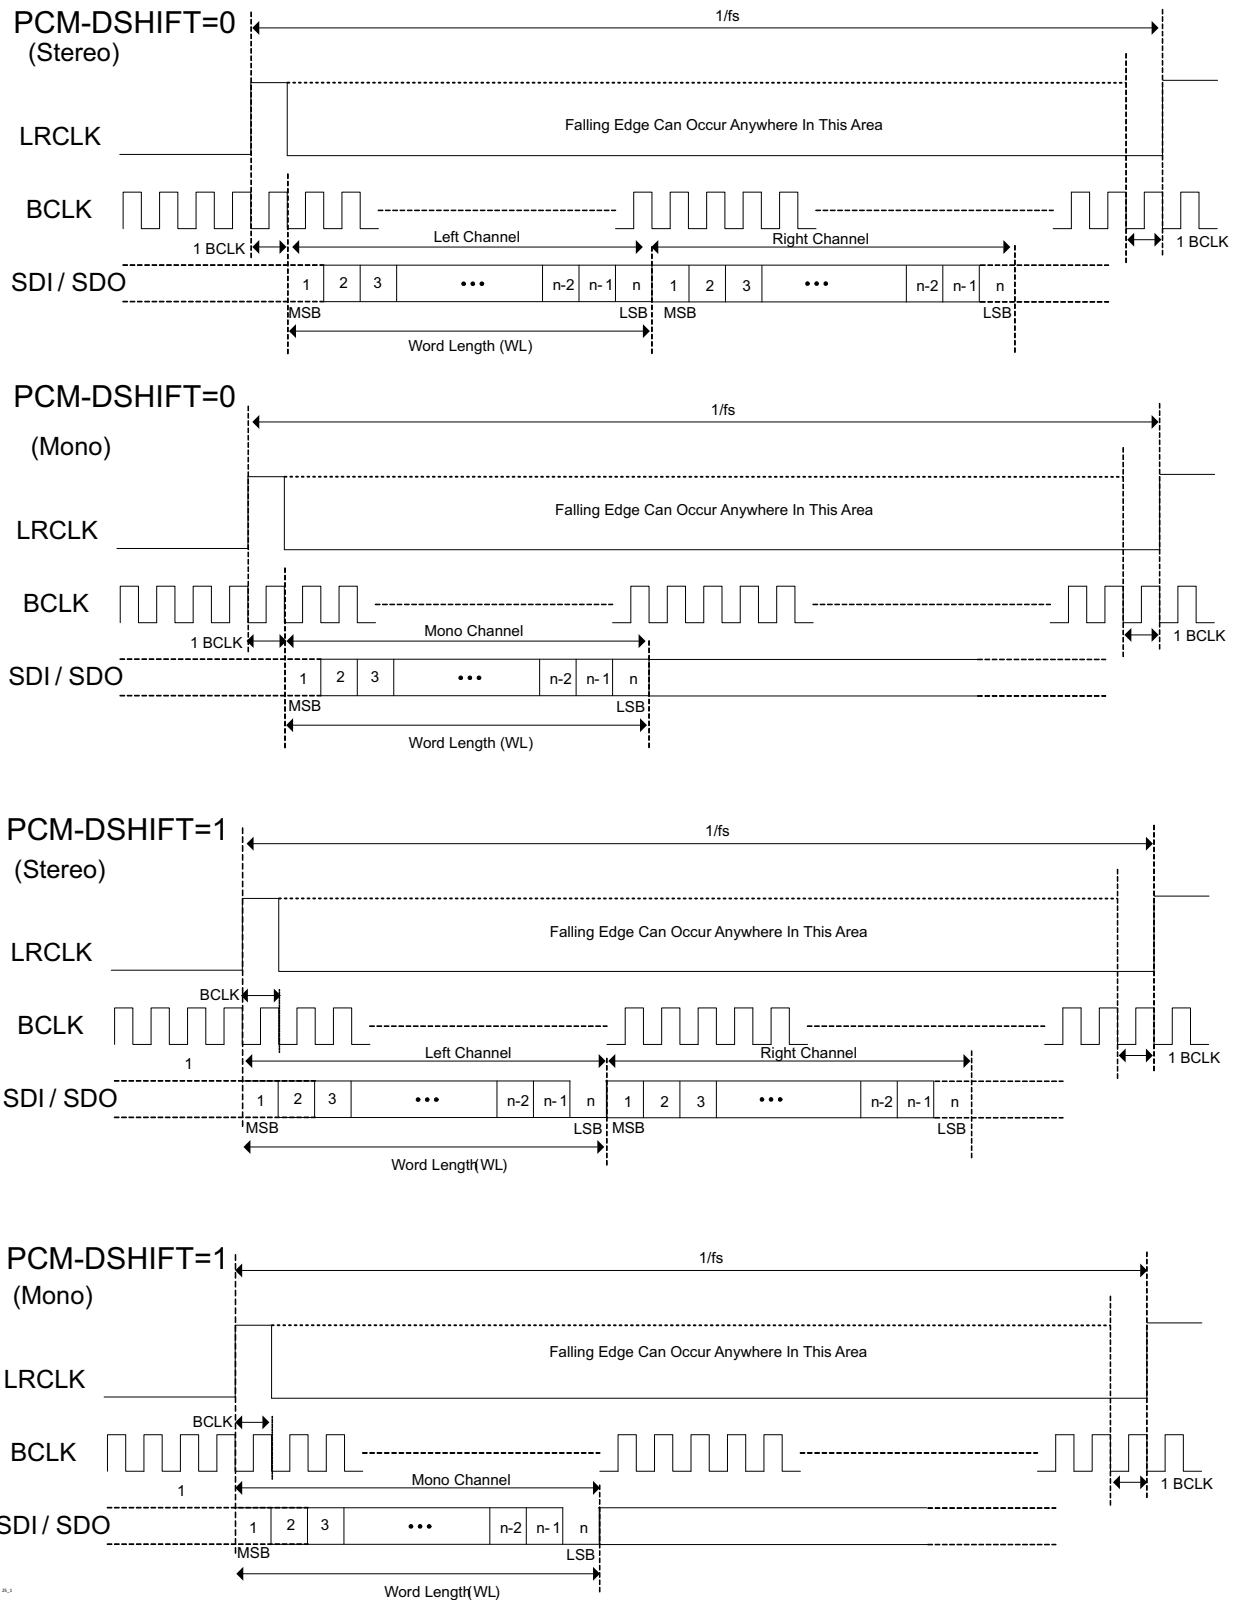 PCM-DSHIFT=0
(Stereo)
1/fs
LRCLK
Falling Edge Can Occur Anywhere In This Area
BCLK
1 BCLK
Left Channel
Right Channel
1 BCLK
SDI / SDO
1 2 3 ••• n-2 n-1 n 1 2 3 ••• n-2 n-1 n
MSB LSB MSB LSB
Word Length (WL)
PCM-DSHIFT=0
(Mono)
1/fs
LRCLK
Falling Edge Can Occur Anywhere In This Area
BCLK
1 BCLK
Mono Channel
1 BCLK
SDI / SDO
1 2 3 ••• n-2 n-1 n
MSB LSB
Word Length (WL)
PCM-DSHIFT=1
(Stereo)
1/fs
LRCLK
Falling Edge Can Occur Anywhere In This Area
BCLK
BCLK
1
Left Channel
Right Channel
1 BCLK
SDI / SDO
1 2 3 ••• n-2 n-1 n 1 2 3 ••• n-2 n-1 n
MSB LSB MSB LSB
Word Length(WL)
PCM-DSHIFT=1
(Mono)
1/fs
LRCLK
Falling Edge Can Occur Anywhere In This Area
BCLK
BCLK
1
Mono Channel
1 BCLK
SDI / SDO
1 2 3 ••• n-2 n-1 n
MSB LSB
Word Length(WL)